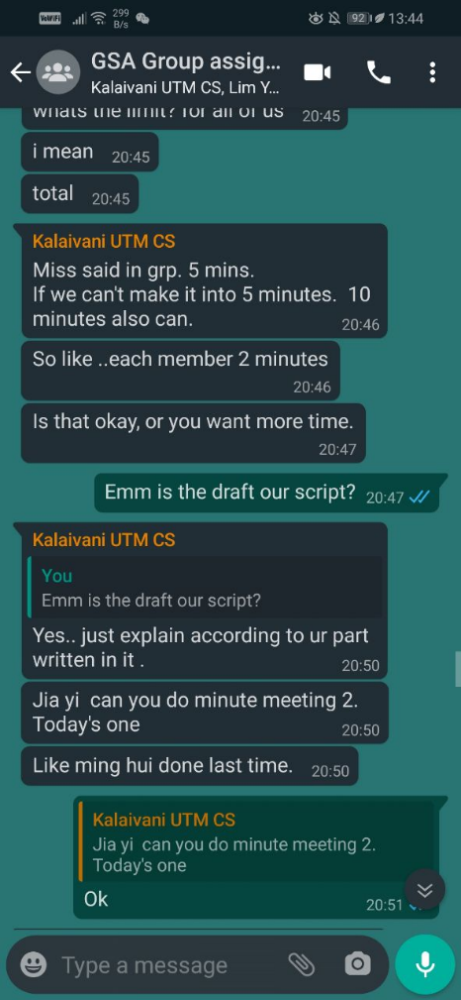 VoWiFi 299 B/s 92 13:44
GSA Group assig...
Kalaivani UTM CS, Lim Y...
whats the limit? for all of us 20:45
i mean 20:45
total 20:45
Kalaivani UTM CS
Miss said in grp. 5 mins.
If we can't make it into 5 minutes.  10
minutes also can. 20:46
So like ..each member 2 minutes
20:46
Is that okay, or you want more time.
20:47
Emm is the draft our script? 20:47
Kalaivani UTM CS
You
Emm is the draft our script?
Yes.. just explain according to ur part
written in it . 20:50
Jia yi  can you do minute meeting 2.
Today's one 20:50
Like ming hui done last time. 20:50
Kalaivani UTM CS
Jia yi  can you do minute meeting 2.
Today's one
Ok 20:51
Type a message